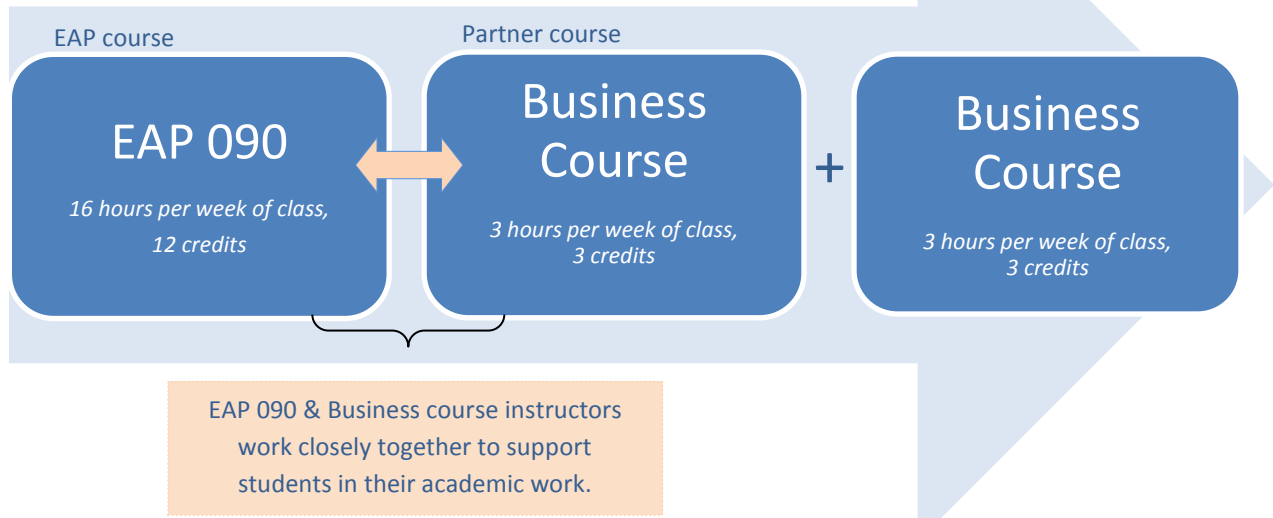 EAP course
EAP 090
16 hours per week of class,
12 credits
Partner course
Business
Course
3 hours per week of class,
3 credits
+
Business
Course
3 hours per week of class,
3 credits
EAP 090 & Business course instructors
work closely together to support
students in their academic work.